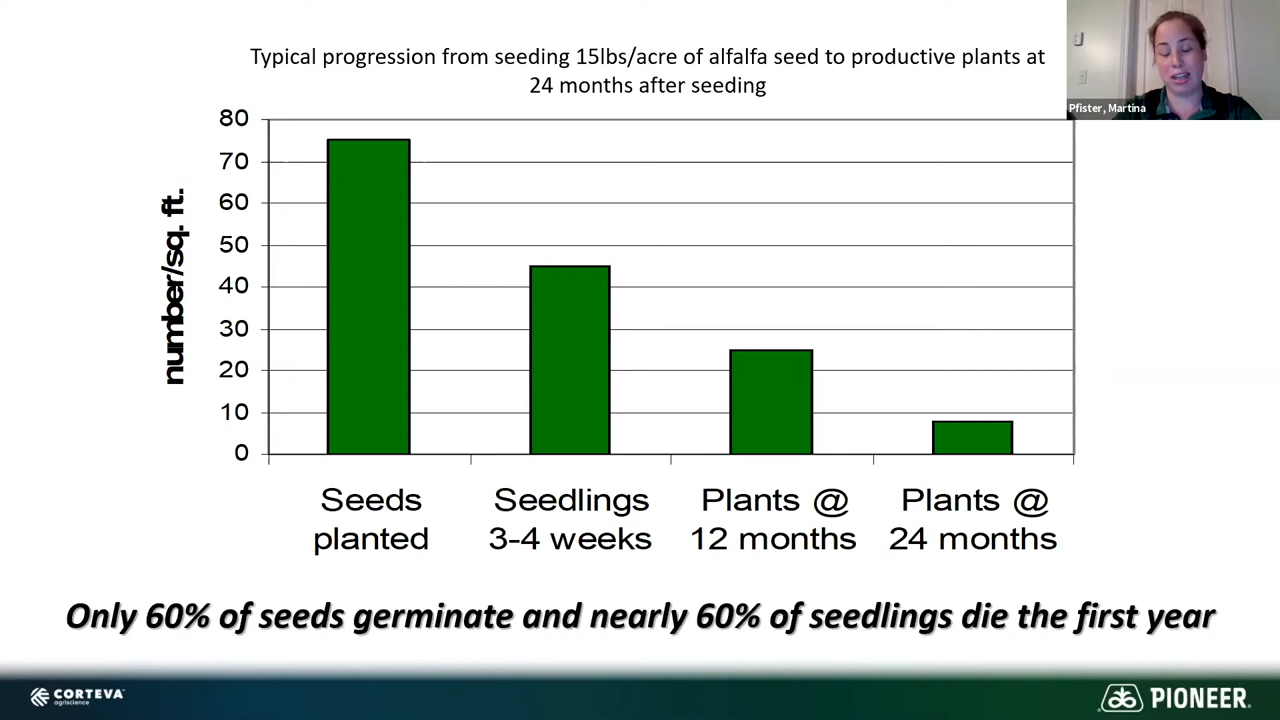 Typical progression from seeding 15lbs/acre of alfalfa seed to productive plants at
24 months after seeding
Pfister, Martina
number/sq. ft.
80
70
60
50
40
30
20
10
0
Seeds
planted
Seedlings
3-4 weeks
Plants @
12 months
Plants @
24 months
Only 60% of seeds germinate and nearly 60% of seedlings die the first year
CORTEVA
agriscience
PIONEER